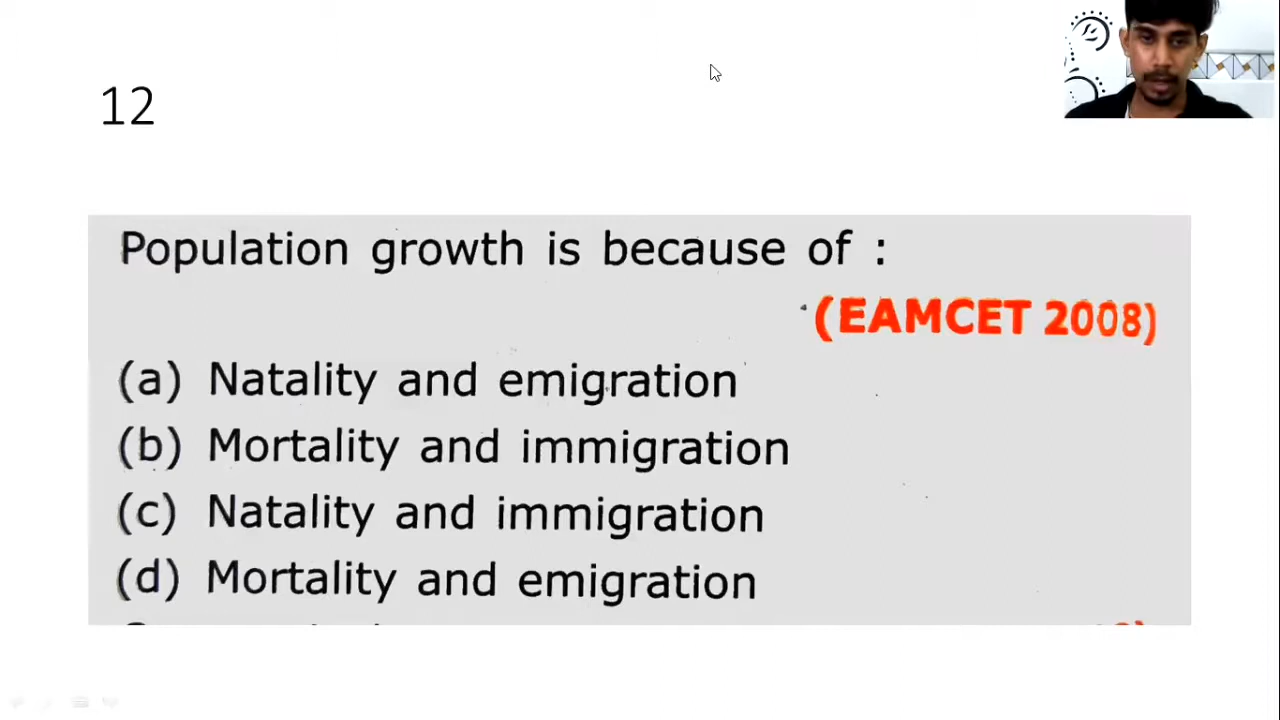 12
Population growth is because of :
(EAMCET 2008)
(a) Natality and emigration
(b) Mortality and immigration
(c) Natality and immigration
(d) Mortality and emigration